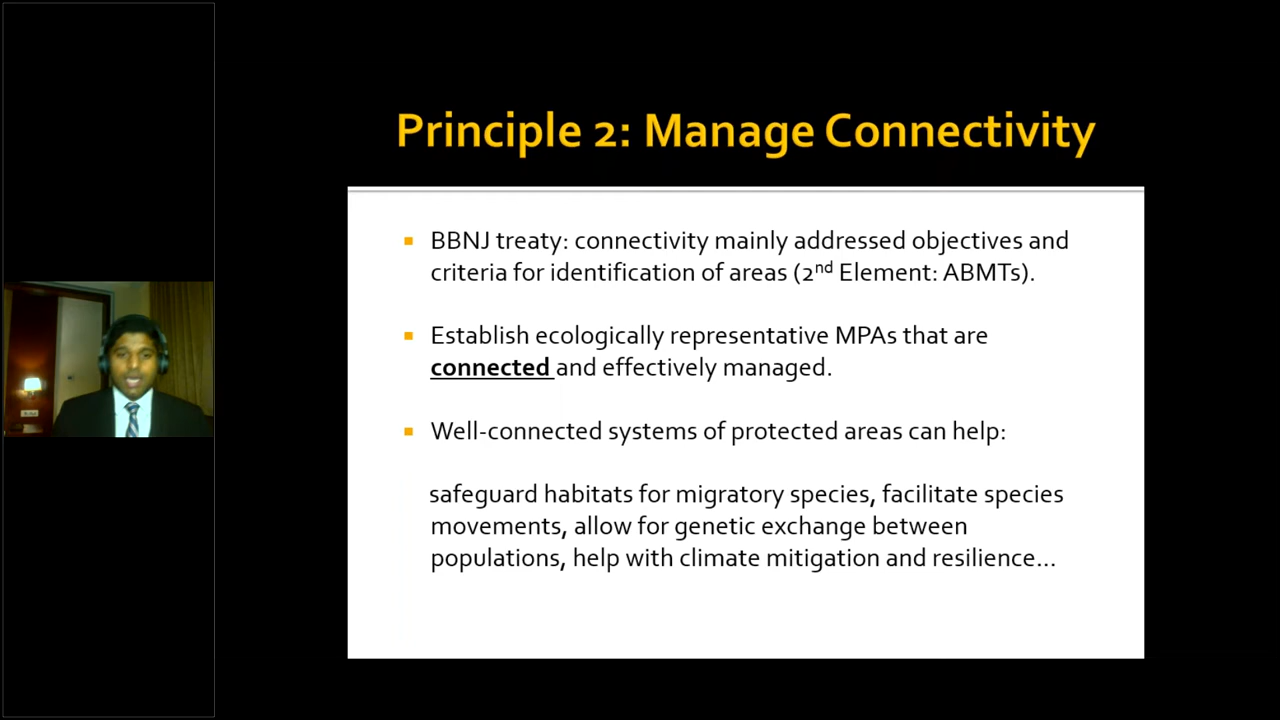 Principle 2: Manage Connectivity
BBNJ treaty: connectivity mainly addressed objectives and
criteria for identification of areas (2nd Element: ABMTs).
Establish ecologically representative MPAs that are
connected and effectively managed.
Well-connected systems of protected areas can help:
safeguard habitats for migratory species, facilitate species
movements, allow for genetic exchange between
populations, help with climate mitigation and resilience...